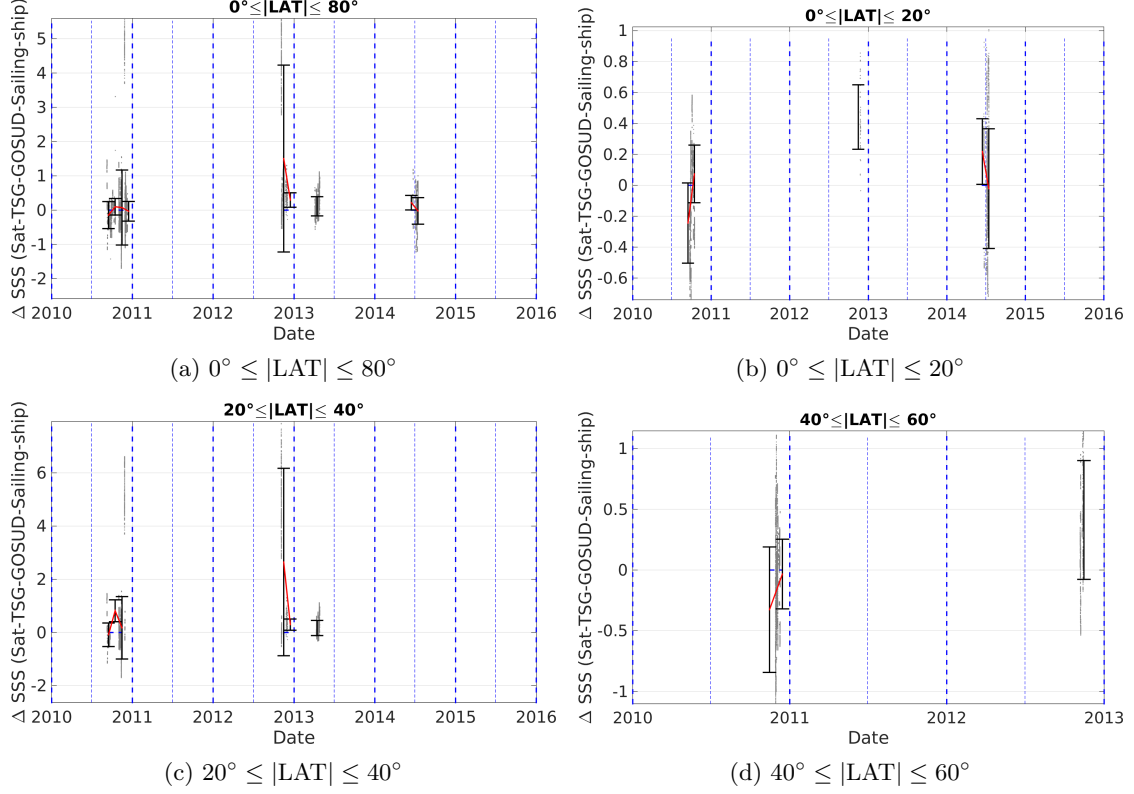 0°≤|LAT|≤ 80°
Δ SSS (Sat-TSG-GOSUD-Sailing-ship)
5
4
3
2
1
0
-1
-2
2010 2011 2012 2013 2014 2015 2016
Date
(a) 0° ≤ |LAT| ≤ 80°
0°≤|LAT|≤ 20°
Δ SSS (Sat-TSG-GOSUD-Sailing-ship)
1
0.8
0.6
0.4
0.2
0
-0.2
-0.4
-0.6
2010 2011 2012 2013 2014 2015 2016
Date
(b) 0° ≤ |LAT| ≤ 20°
20°≤|LAT|≤ 40°
Δ SSS (Sat-TSG-GOSUD-Sailing-ship)
6
4
2
0
-2
2010 2011 2012 2013 2014 2015 2016
Date
(c) 20° ≤ |LAT| ≤ 40°
40°≤|LAT|≤ 60°
Δ SSS (Sat-TSG-GOSUD-Sailing-ship)
1
0.5
0
-0.5
-1
2010 2011 2012 2013
Date
(d) 40° ≤ |LAT| ≤ 60°